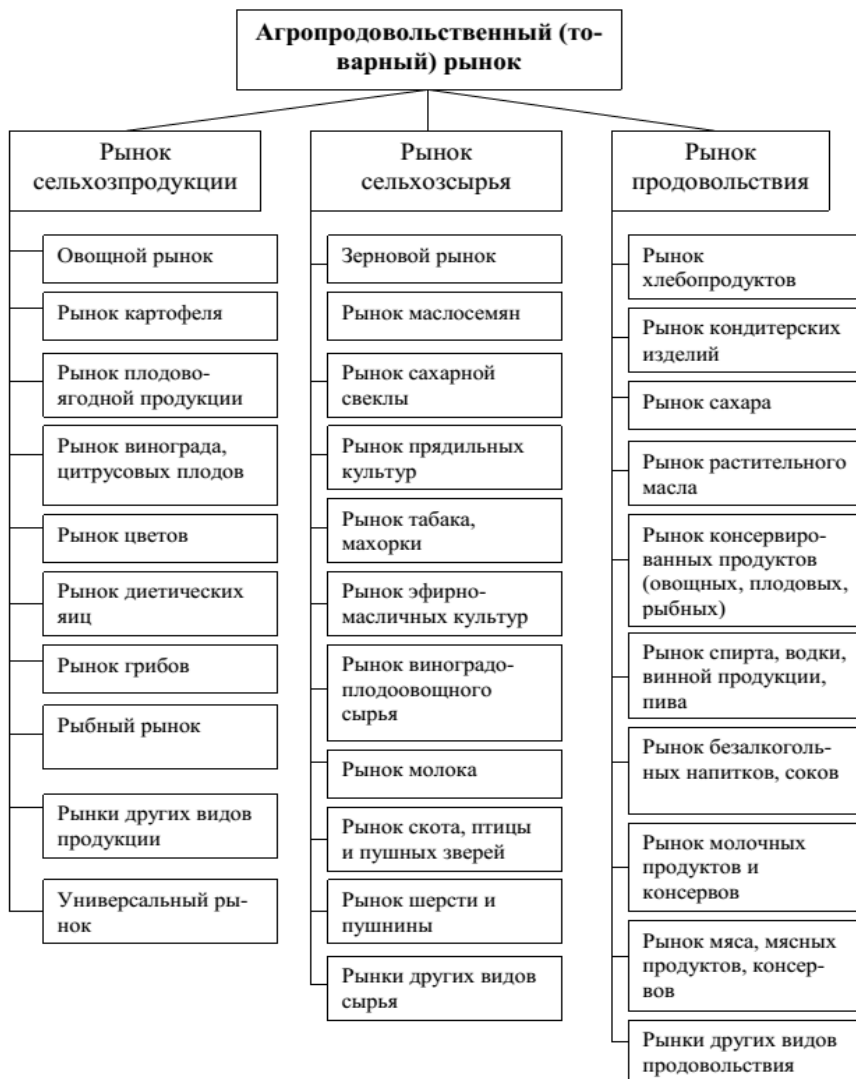 Агропродовольственный (то-
варный) рынок
Рынок
сельхозпродукции
Овощной рынок
Рынок картофеля
Рынок плодово-
ягодной продукции
Рынок винограда,
цитрусовых плодов
Рынок цветов
Рынок диетических
яиц
Рынок грибов
Рыбный рынок
Рынки других видов
продукции
Универсальный ры-
нок
Рынок
сельхозсырья
Зерновой рынок
Рынок маслосемян
Рынок сахарной
свеклы
Рынок прядильных
культур
Рынок табака,
махорки
Рынок эфирно-
масличных культур
Рынок виноградо-
плодоовощного
сырья
Рынок молока
Рынок скота, птицы
и пушных зверей
Рынок шерсти и
пушнины
Рынки других видов
сырья
Рынок
продовольствия
Рынок
хлебопродуктов
Рынок кондитерских
изделий
Рынок сахара
Рынок растительного
масла
Рынок консервиро-
ванных продуктов
(овощных, плодовых,
рыбных)
Рынок спирта, водки,
винной продукции,
пива
Рынок безалкоголь-
ных напитков, соков
Рынок молочных
продуктов и
консервов
Рынок мяса, мясных
продуктов, консер-
вов
Рынки других видов
продовольствия